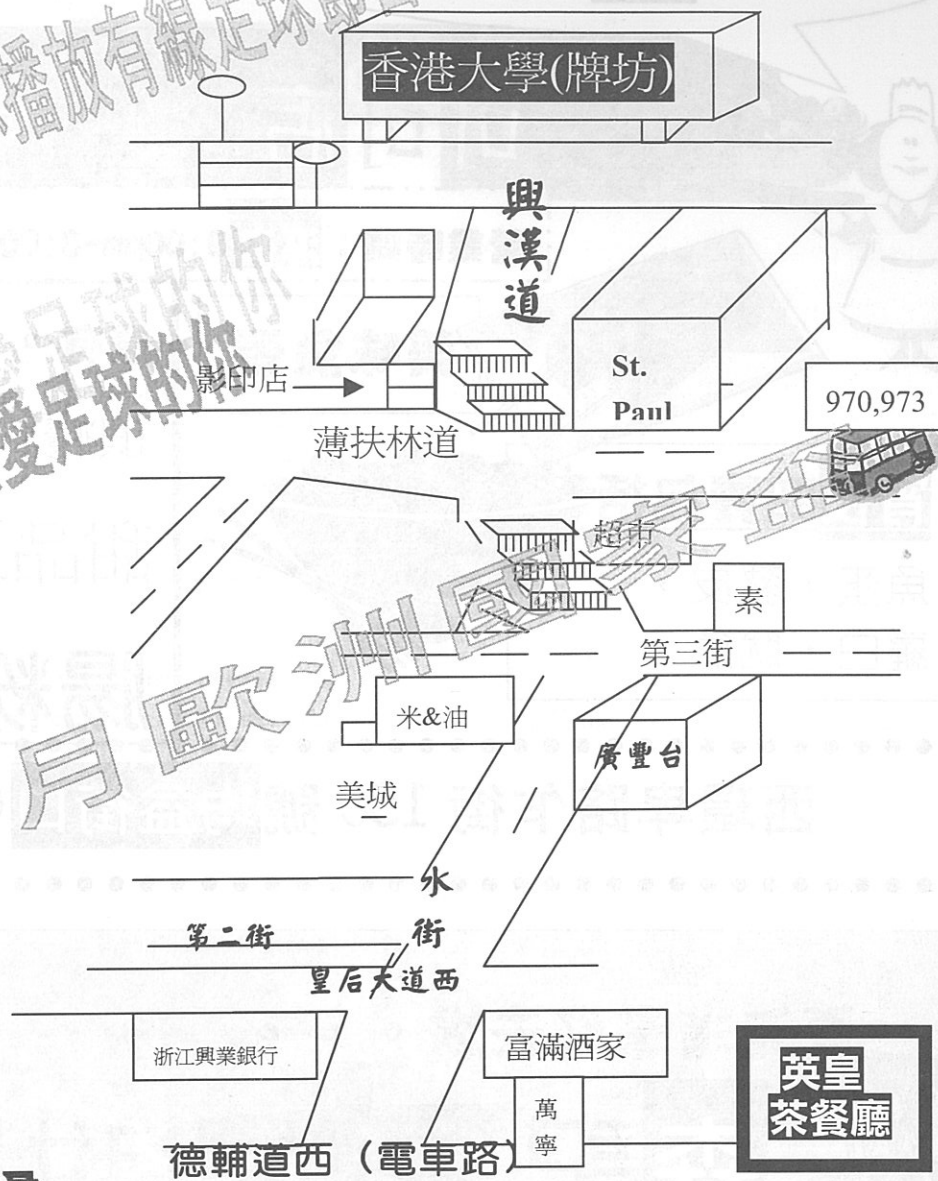 播放有線足球節目
香港大學(牌坊)
興漢道
愛足球的你
愛足球的你
影印店
St.
Paul
970,973
薄扶林道
月歐洲國家盃
超市
素
第三街
米&油
廣豐台
美城
水街
第二街
皇后大道西
浙江興業銀行
富滿酒家
萬寧
英皇
茶餐廳
德輔道西（電車路）